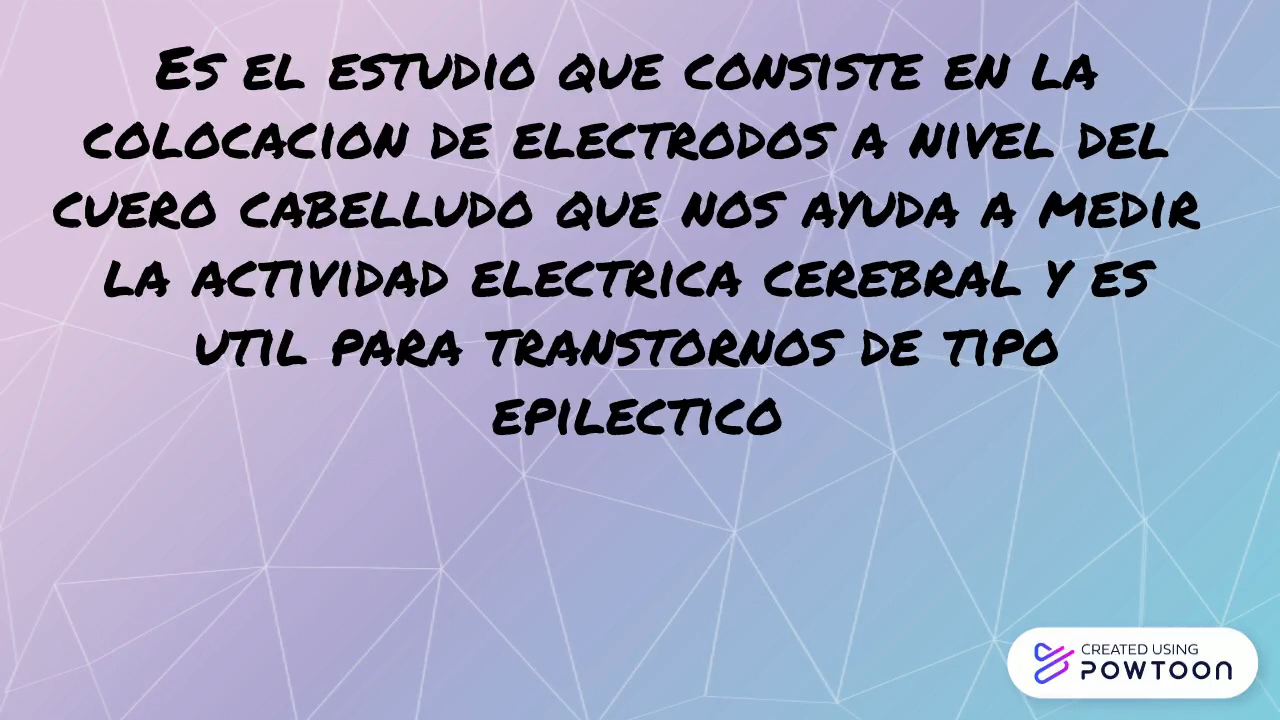 Es el estudio que consiste en la
colocacion de electrodos a nivel del
cuero cabelludo que nos ayuda a medir
la actividad electrica cerebral y es
util para transtornos de tipo
epilectico
CREATED USING
POWTOON